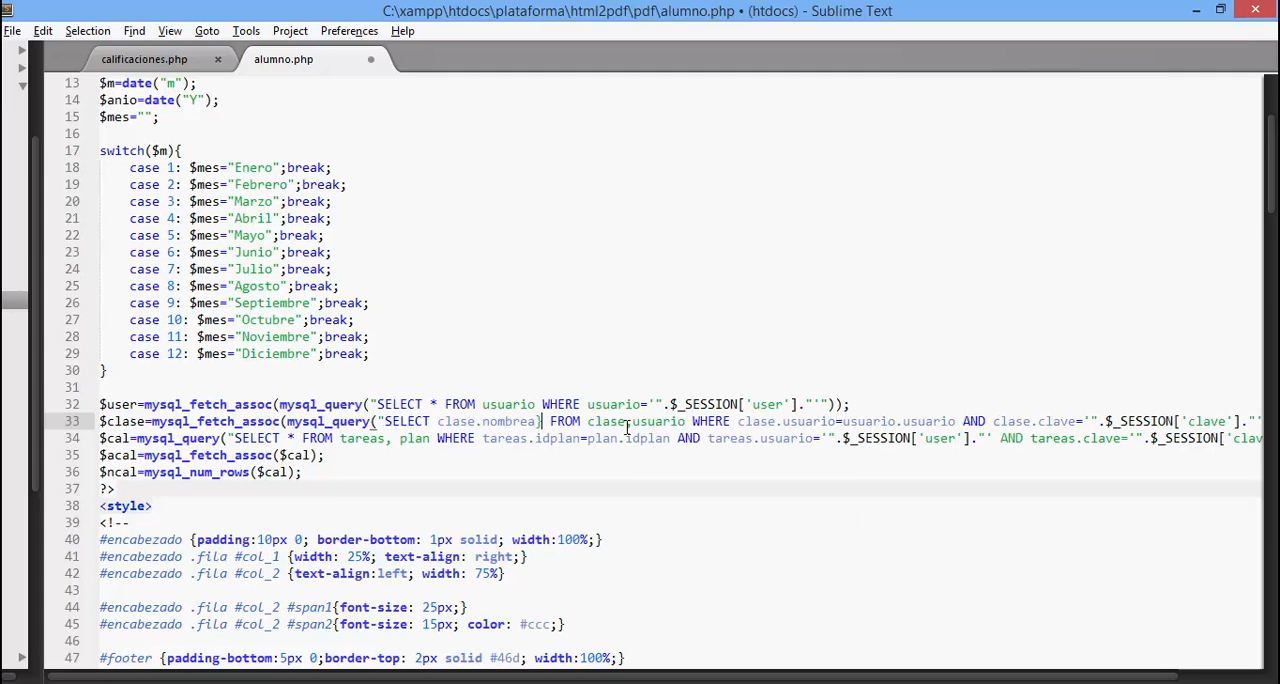 C:\xampp\htdocs\plataforma\html2pdf\pdf\alumno.php • (htdocs) - Sublime Text
File Edit Selection Find View Goto Tools Project Preferences Help
calificaciones.php × alumno.php
13 $m=date("m");
14 $anio=date("Y");
15 $mes="";
16
17 switch($m){
18 case 1: $mes="Enero";break;
19 case 2: $mes="Febrero";break;
20 case 3: $mes="Marzo";break;
21 case 4: $mes="Abril";break;
22 case 5: $mes="Mayo";break;
23 case 6: $mes="Junio";break;
24 case 7: $mes="Julio";break;
25 case 8: $mes="Agosto";break;
26 case 9: $mes="Septiembre";break;
27 case 10: $mes="Octubre";break;
28 case 11: $mes="Noviembre";break;
29 case 12: $mes="Diciembre";break;
30 }
31
32 $user=mysql_fetch_assoc(mysql_query("SELECT * FROM usuario WHERE usuario='".$_SESSION['user']."'"));
33 $clase=mysql_fetch_assoc(mysql_query("SELECT clase.nombrea} FROM clase,usuario WHERE clase.usuario=usuario.usuario AND clase.clave='".$_SESSION['clave']."'
34 $cal=mysql_query("SELECT * FROM tareas, plan WHERE tareas.idplan=plan.idplan AND tareas.usuario='".$_SESSION['user']."' AND tareas.clave='".$_SESSION['clav
35 $acal=mysql_fetch_assoc($cal);
36 $ncal=mysql_num_rows($cal);
37 ?>
38 <style>
39 <!--
40 #encabezado {padding:10px 0; border-bottom: 1px solid; width:100%;}
41 #encabezado .fila #col_1 {width: 25%; text-align: right;}
42 #encabezado .fila #col_2 {text-align:left; width: 75%}
43
44 #encabezado .fila #col_2 #span1{font-size: 25px;}
45 #encabezado .fila #col_2 #span2{font-size: 15px; color: #ccc;}
46
47 #footer {padding-bottom:5px 0;border-top: 2px solid #46d; width:100%;}